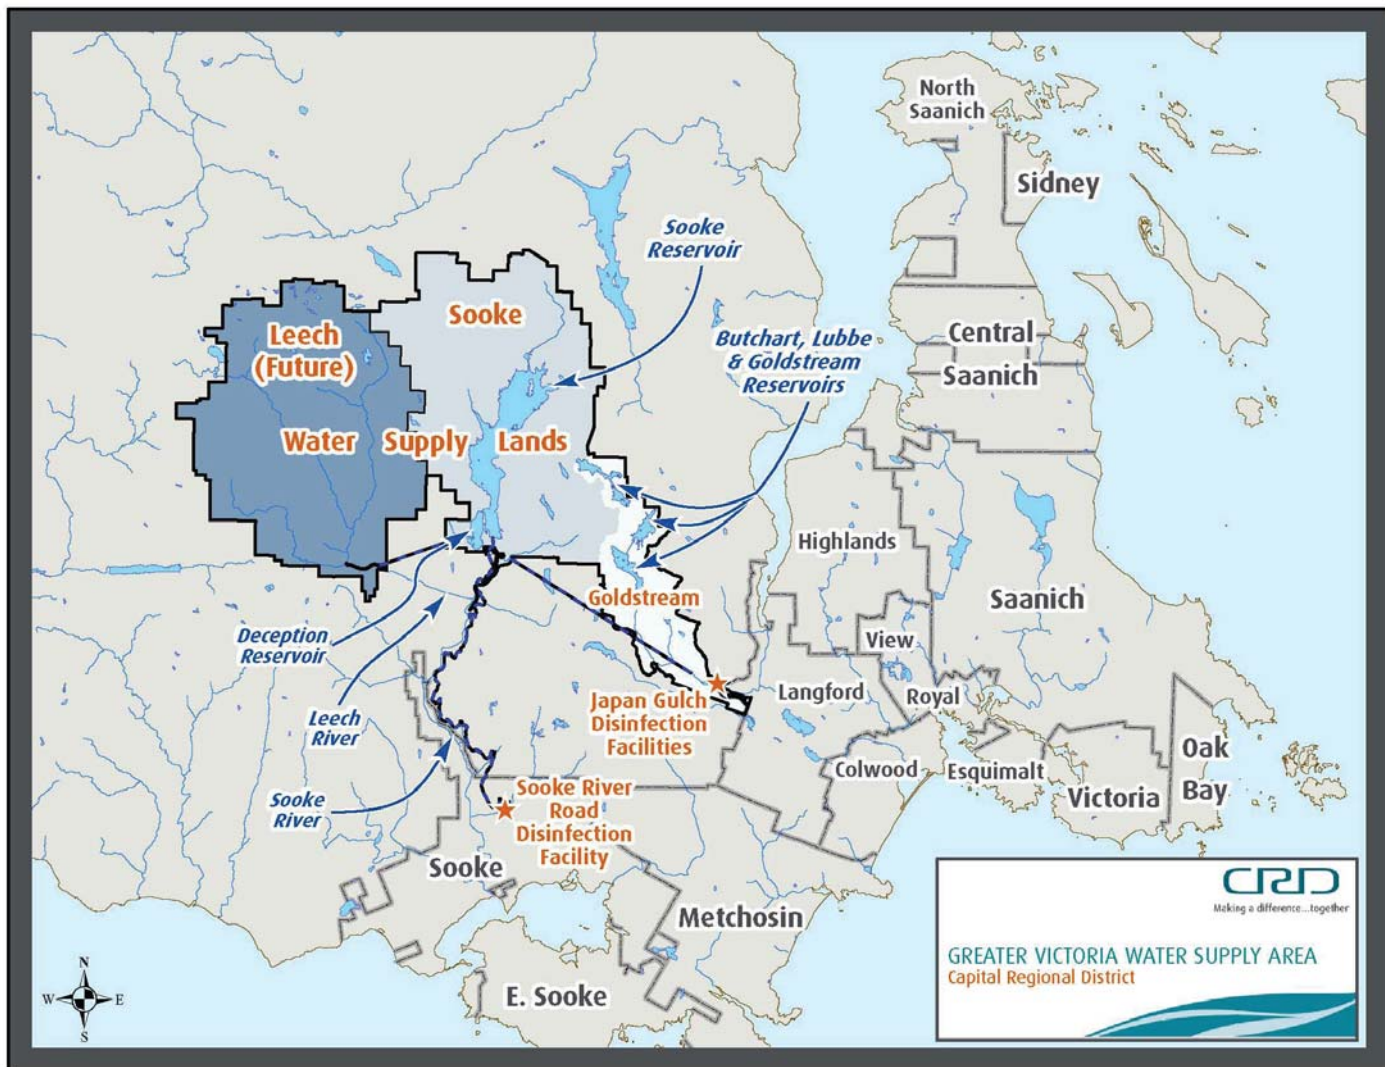 North
Saanich
Sidney
Sooke
Reservoir
Sooke
Leech
(Future)
Butchart, Lubbe
& Goldstream
Reservoirs
Central
Saanich
Water Supply Lands
Highlands
Goldstream
Saanich
Deception
Reservoir
View
Royal
Langford
Japan Gulch
Disinfection
Facilities
Leech
River
Colwood
Esquimalt
Victoria
Oak
Bay
Sooke
River
Sooke River
Road
Disinfection
Facility
Sooke
Metchosin
E. Sooke
N
W E
S
CRD
Making a difference...together
GREATER VICTORIA WATER SUPPLY AREA
Capital Regional District